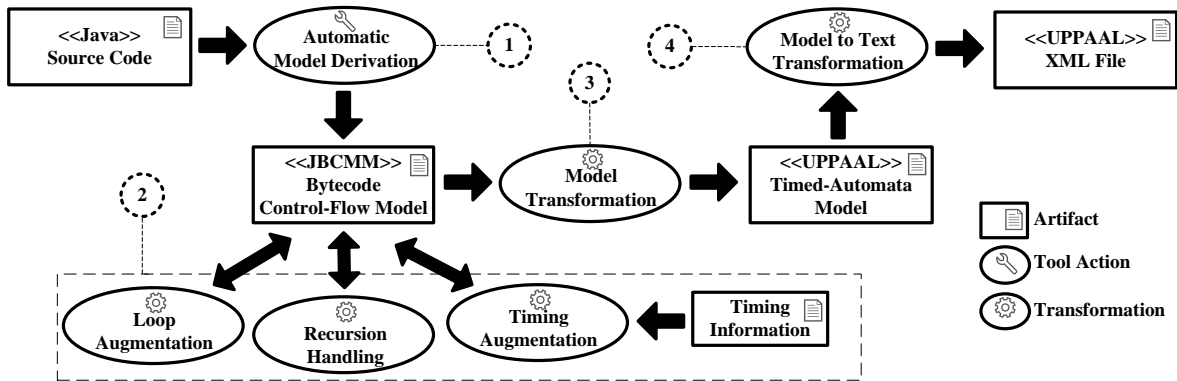 <<Java>>
Source Code
Automatic
Model Derivation
1
4
Model to Text
Transformation
<<UPPAAL>>
XML File
3
<<JBCMM>>
Bytecode
Control-Flow Model
Model
Transformation
<<UPPAAL>>
Timed-Automata
Model
2
Loop
Augmentation
Recursion
Handling
Timing
Augmentation
Timing
Information
Artifact
Tool Action
Transformation